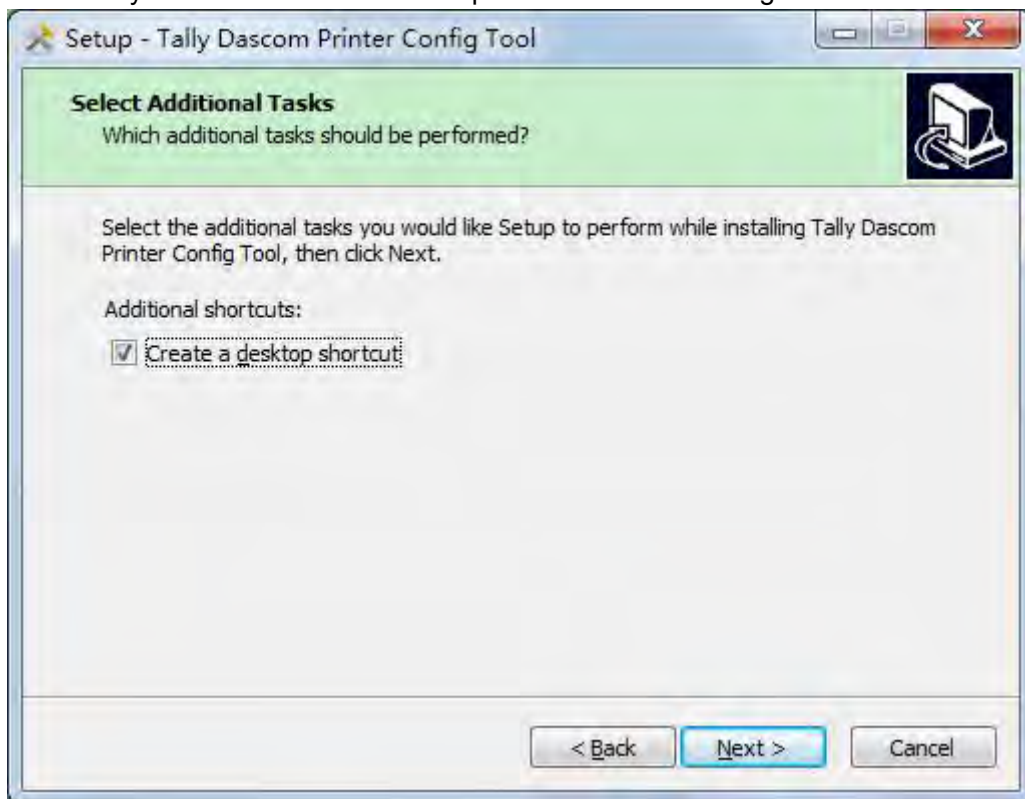 Setup - Tally Dascom Printer Config Tool
Select Additional Tasks
Which additional tasks should be performed?
Select the additional tasks you would like Setup to perform while installing Tally Dascom
Printer Config Tool, then click Next.
Additional shortcuts:
Create a desktop shortcut
< Back
Next >
Cancel